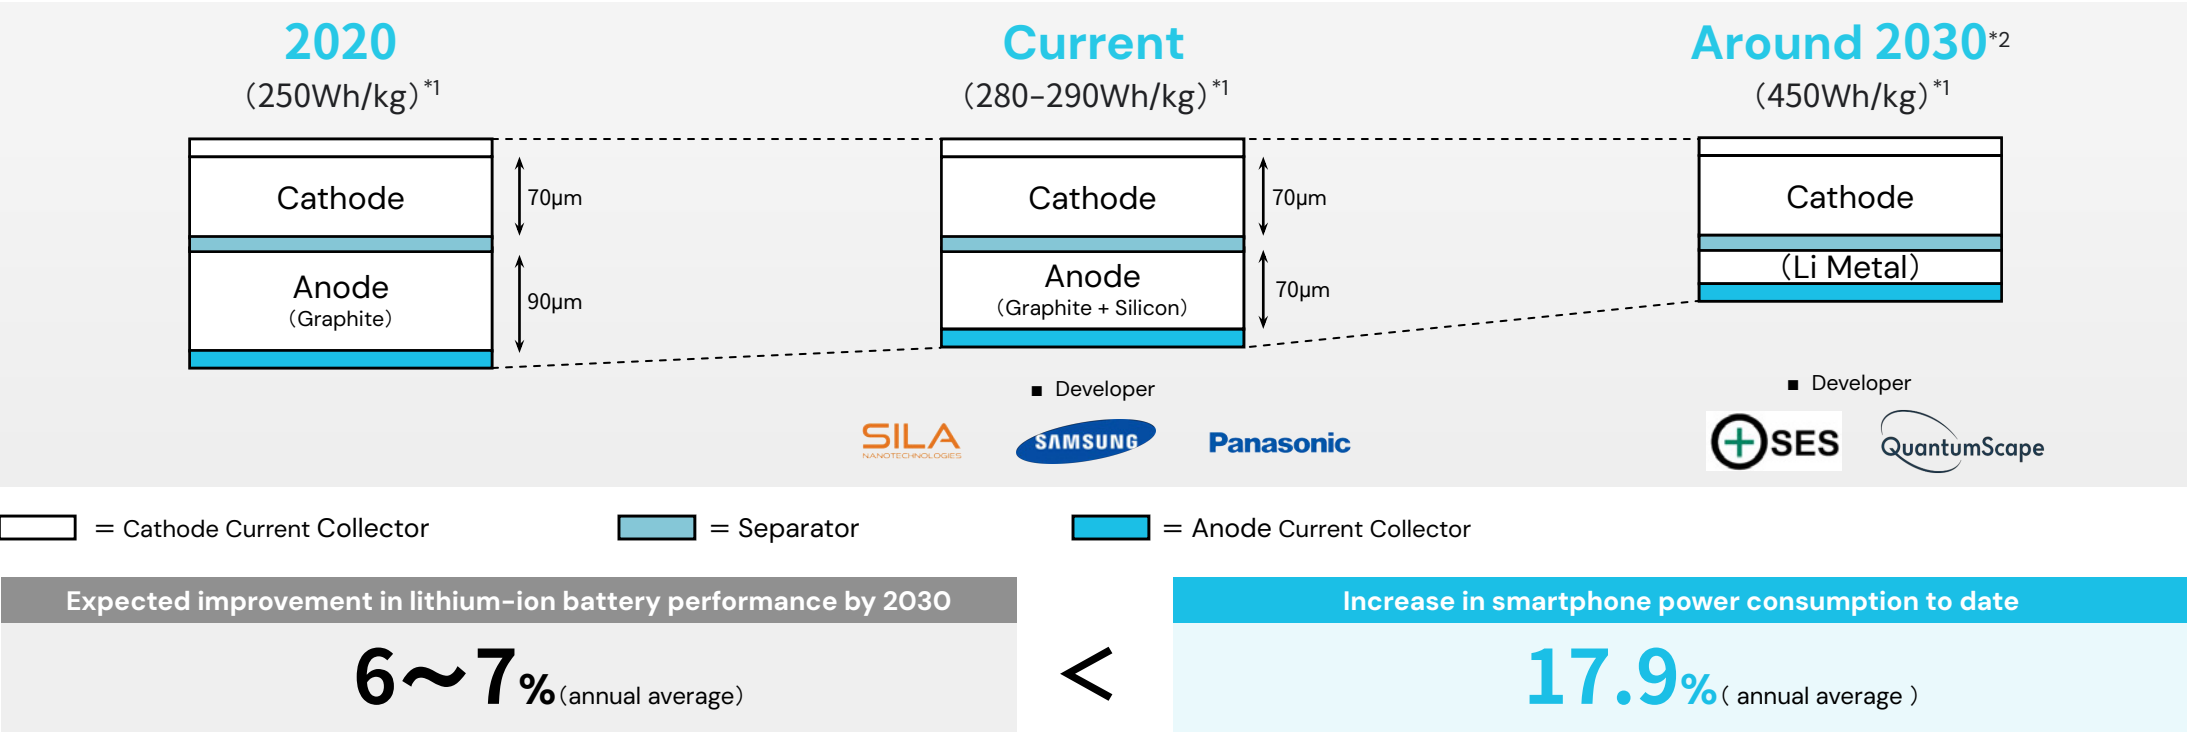 2020
（250Wh/kg）*1
Current
（280-290Wh/kg）*1
Around 2030*2
（450Wh/kg）*1
Cathode
70μm
Anode
（Graphite）
90μm
Cathode
70μm
Anode
（Graphite + Silicon）
70μm
Cathode
（Li Metal）
■ Developer
SILA
NANOTECHNOLOGIES
SAMSUNG
Panasonic
■ Developer
SES
QuantumScape
= Cathode Current Collector
= Separator
= Anode Current Collector
Expected improvement in lithium-ion battery performance by 2030
6～7%（annual average）
<
Increase in smartphone power consumption to date
17.9%（ annual average ）